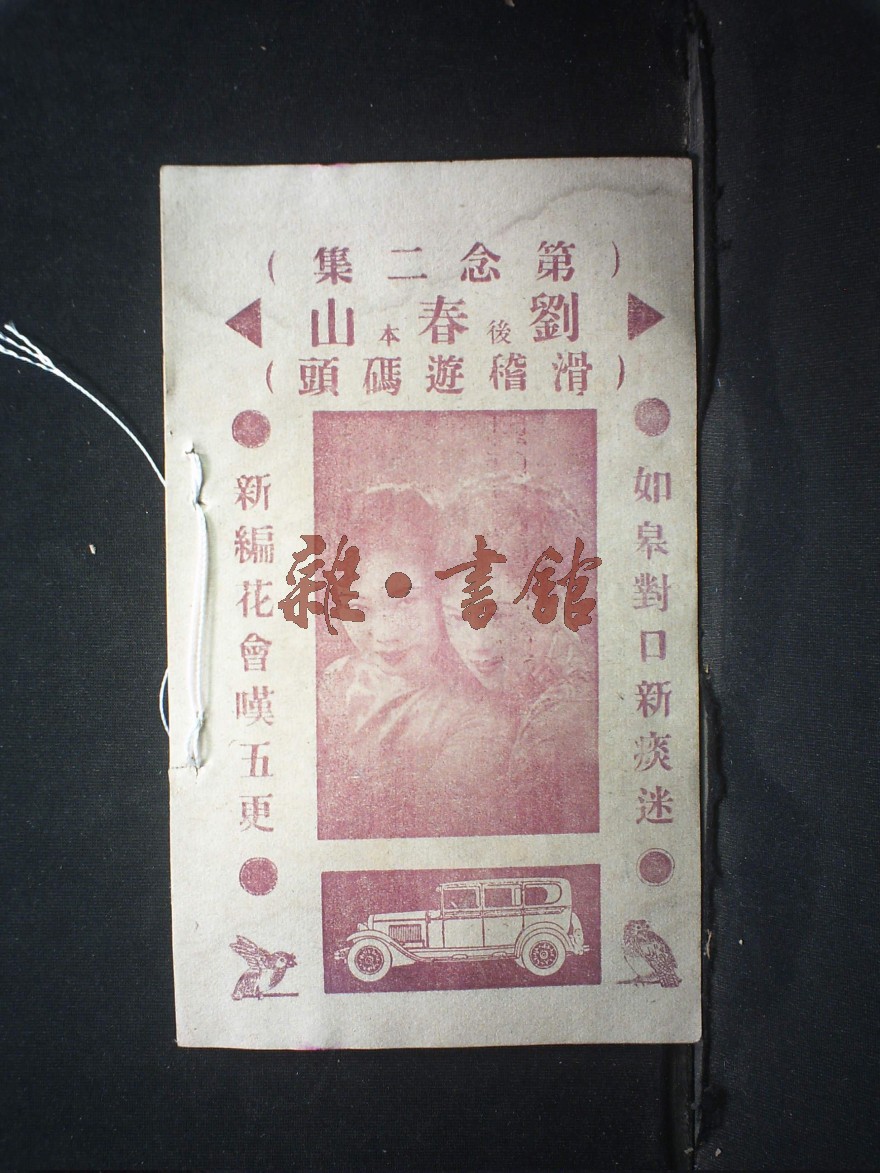 （第念二集）
劉後春本山
（滑稽遊碼頭）
如皋對口新痰迷
新編花會嘆五更
雜·書館